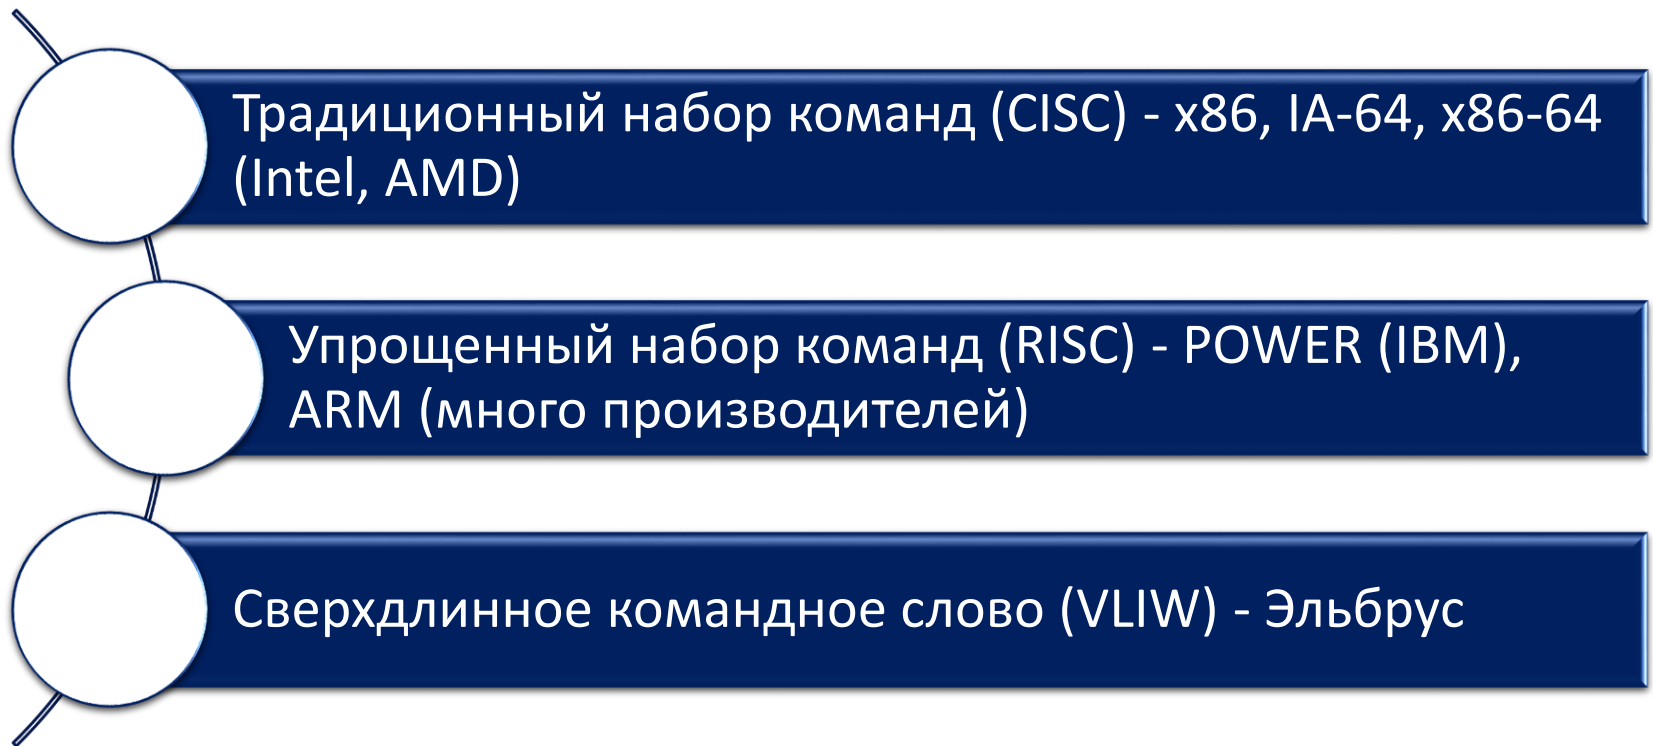 Традиционный набор команд (CISC) - x86, IA-64, x86-64
(Intel, AMD)
Упрощенный набор команд (RISC) - POWER (IBM),
ARM (много производителей)
Сверхдлинное командное слово (VLIW) - Эльбрус